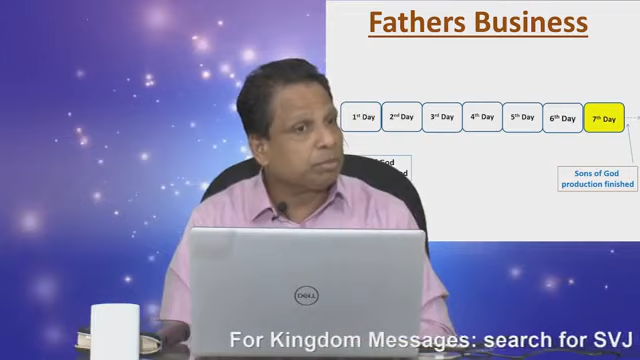 Fathers Business
1st Day
2nd Day
3rd Day
4th Day
5th Day
6th Day
7th Day
God
Sons of God
production finished
DELL
For Kingdom Messages: search for SVJ